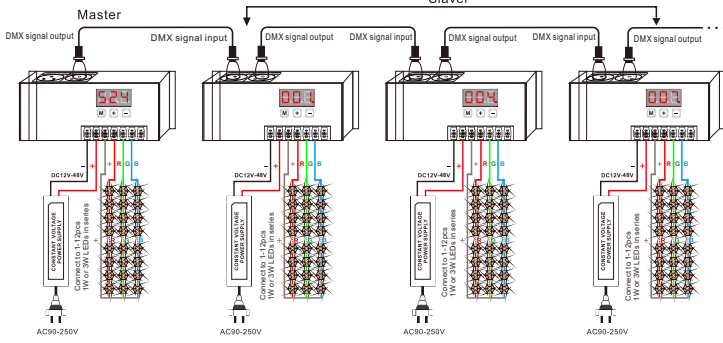 Slaver
Master
DMX signal output
DMX signal input
DMX signal output
DMX signal input
DMX signal output
DMX signal input
DMX signal output
524
001.
004.
007.
M + −
M + −
M + −
M + −
− + + R G B
− + + R G B
− + + R G B
− + + R G B
DC12V-48V
DC12V-48V
DC12V-48V
DC12V-48V
CONSTANT VOLTAGE
POWER SUPPLY
Connect to 1-12pcs
1W or 3W LEDs in series
+ R G B
CONSTANT VOLTAGE
POWER SUPPLY
Connect to 1-12pcs
1W or 3W LEDs in series
+ R G B
CONSTANT VOLTAGE
POWER SUPPLY
Connect to 1-12pcs
1W or 3W LEDs in series
+ R G B
CONSTANT VOLTAGE
POWER SUPPLY
Connect to 1-12pcs
1W or 3W LEDs in series
+ R G B
AC90-250V
AC90-250V
AC90-250V
AC90-250V